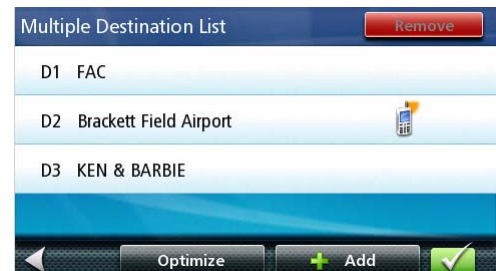 Multiple Destination List Remove
D1 FAC
D2 Brackett Field Airport
D3 KEN & BARBIE
Optimize Add